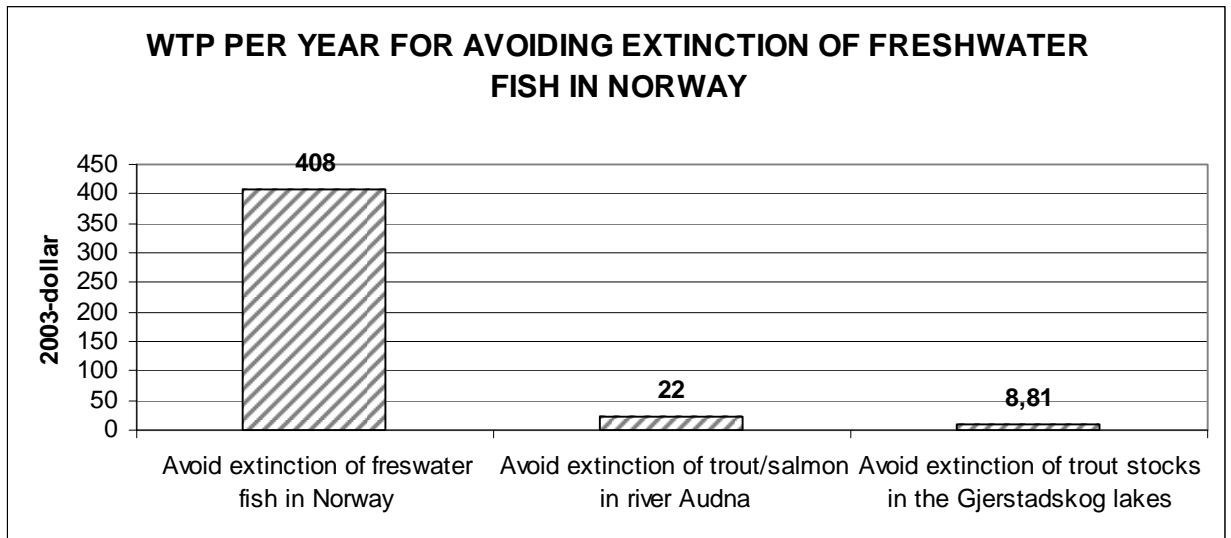 WTP PER YEAR FOR AVOIDING EXTINCTION OF FRESHWATER
FISH IN NORWAY
2003-dollar
450
400
350
300
250
200
150
100
50
0
408
22
8,81
Avoid extinction of freswater
fish in Norway
Avoid extinction of trout/salmon
in river Audna
Avoid extinction of trout stocks
in the Gjerstadskog lakes